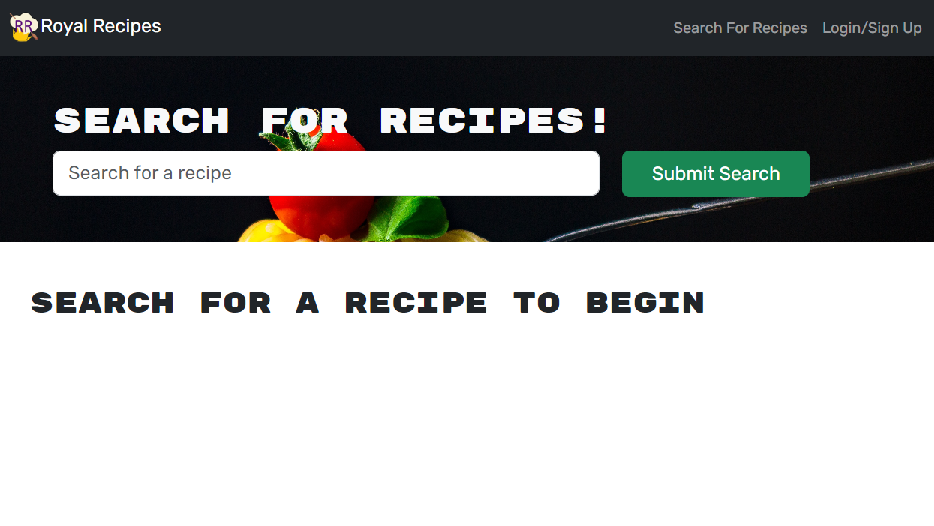 RR Royal Recipes
Search For Recipes Login/Sign Up
SEARCH FOR RECIPES!
Search for a recipe
Submit Search
SEARCH FOR A RECIPE TO BEGIN